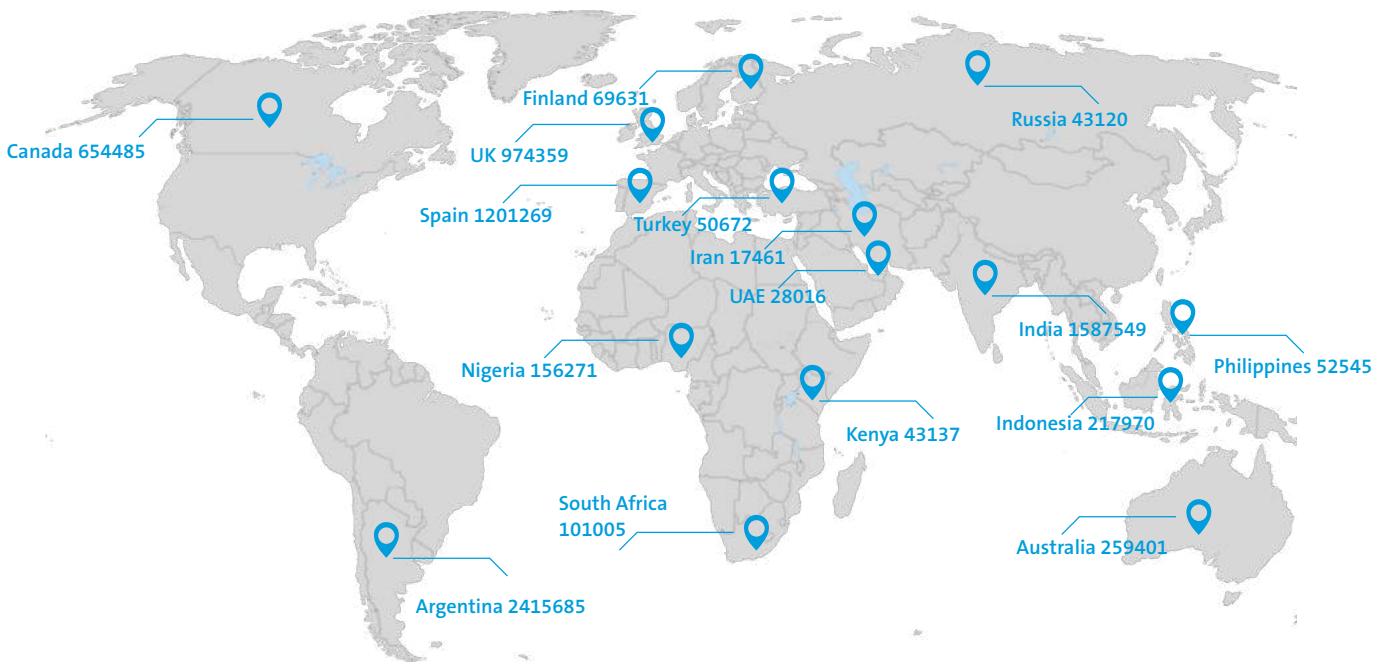 Finland 69631
Russia 43120
Canada 654485
UK 974359
Spain 1201269
Turkey 50672
Iran 17461
UAE 28016
India 1587549
Nigeria 156271
Philippines 52545
Indonesia 217970
Kenya 43137
South Africa
101005
Australia 259401
Argentina 2415685